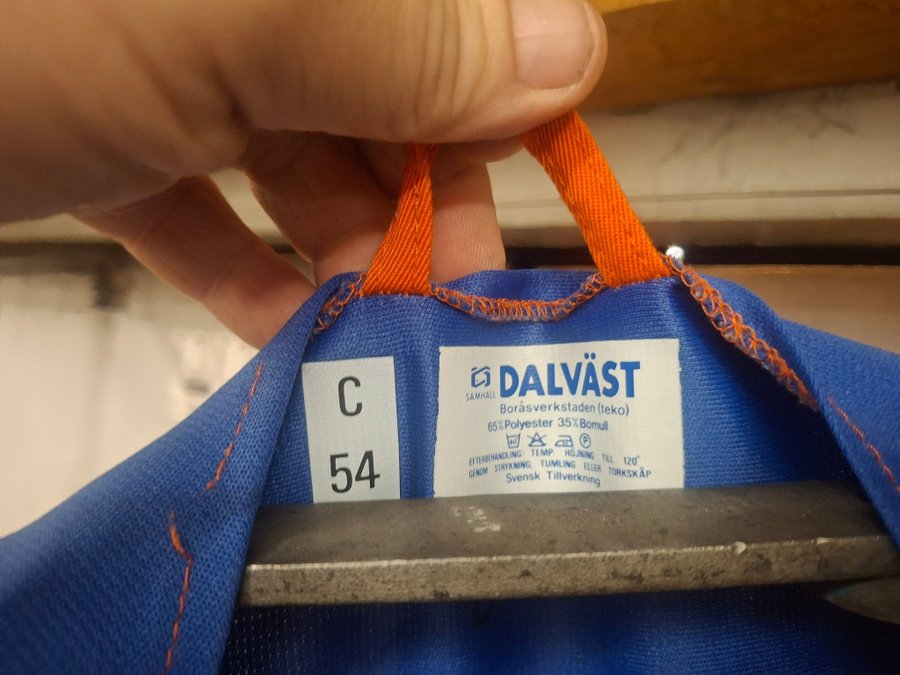 C
54
SAMHALL
DALVÄST
Boråsverkstaden (teko)
65% Polyester 35% Bomull
EFTERBEHANDLING: TEMP. HÖJNING TILL 120°
GENOM STRYKNING, TUMLING ELLER TORKSKÅP
Svensk Tillverkning